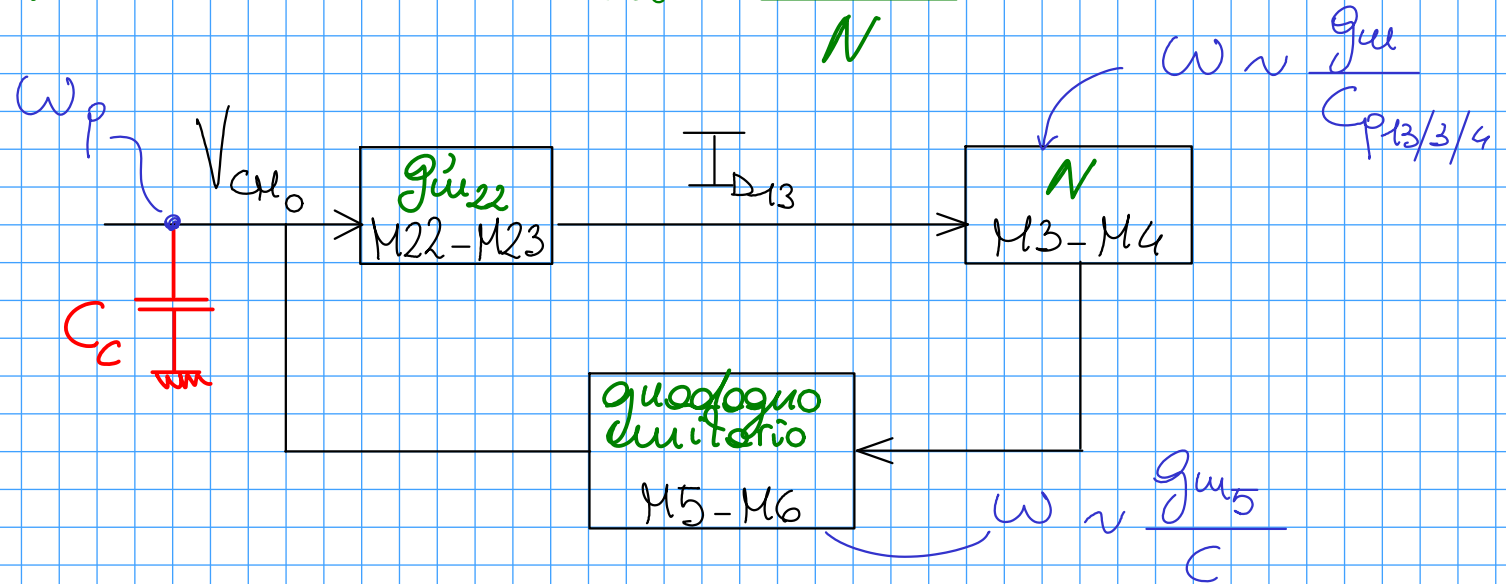 N
ω ~ gm / Cp13/3/4
ωp
VCMo
gm22
M22-M23
ID13
N
M3-M4
Cc
guadagno
unitario
M5-M6
ω ~ gm5 / C